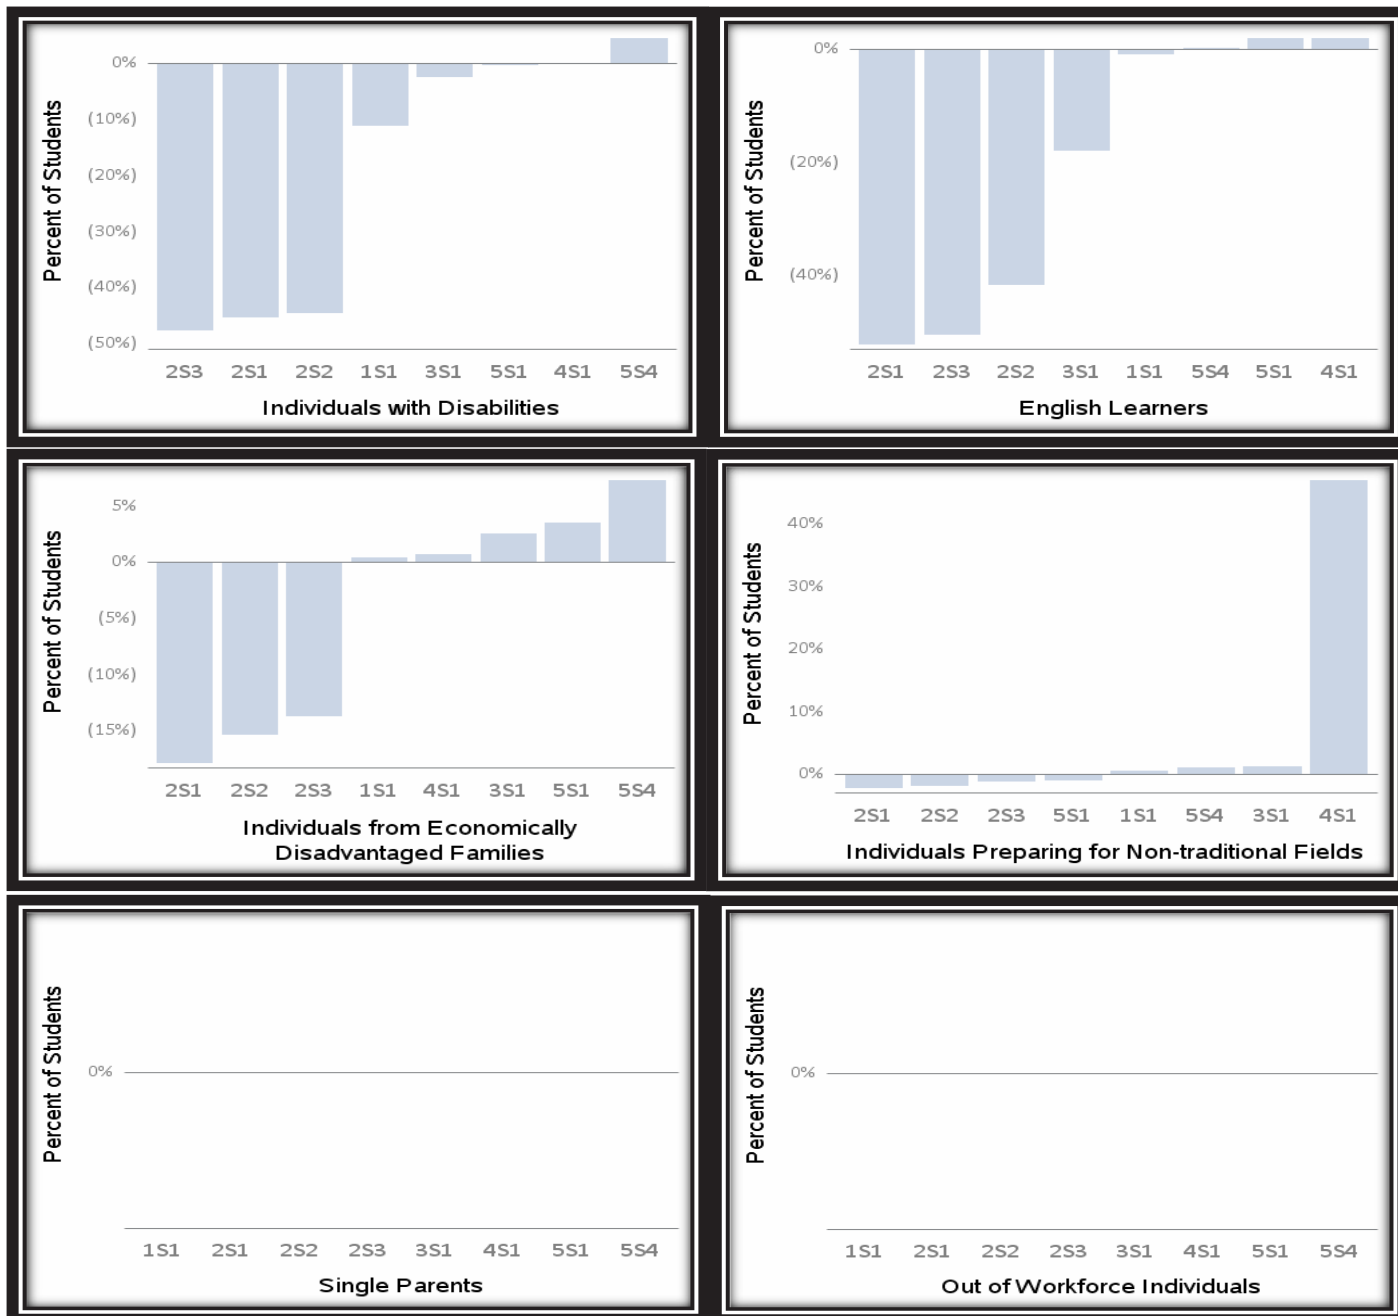 Percent of Students
0%
(10%)
(20%)
(30%)
(40%)
(50%)
2S3 2S1 2S2 1S1 3S1 5S1 4S1 5S4
Individuals with Disabilities
Percent of Students
0%
(20%)
(40%)
2S1 2S3 2S2 3S1 1S1 5S4 5S1 4S1
English Learners
Percent of Students
5%
0%
(5%)
(10%)
(15%)
2S1 2S2 2S3 1S1 4S1 3S1 5S1 5S4
Individuals from Economically
Disadvantaged Families
Percent of Students
40%
30%
20%
10%
0%
2S1 2S2 2S3 5S1 1S1 5S4 3S1 4S1
Individuals Preparing for Non-traditional Fields
Percent of Students
0%
1S1 2S1 2S2 2S3 3S1 4S1 5S1 5S4
Single Parents
Percent of Students
0%
1S1 2S1 2S2 2S3 3S1 4S1 5S1 5S4
Out of Workforce Individuals